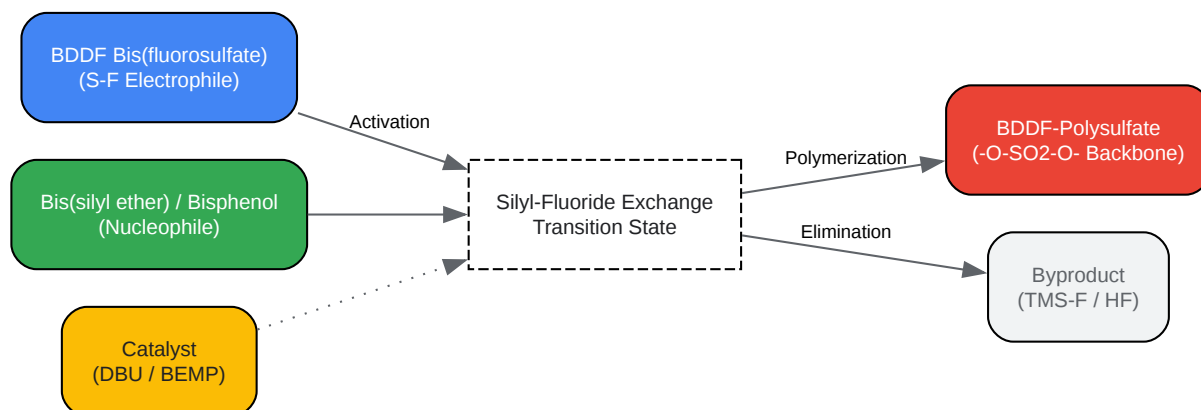 BDDF Bis(fluorosulfate)
(S-F Electrophile)
Activation
Bis(silyl ether) / Bisphenol
(Nucleophile)
Catalyst
(DBU / BEMP)
Silyl-Fluoride Exchange
Transition State
Polymerization
BDDF-Polysulfate
(-O-SO2-O- Backbone)
Elimination
Byproduct
(TMS-F / HF)